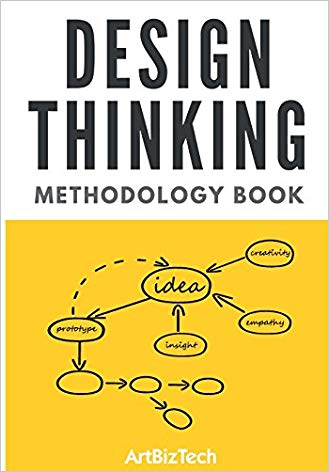 DESIGN
THINKING
METHODOLOGY BOOK
creativity
idea
prototype
empathy
insight
ArtBizTech